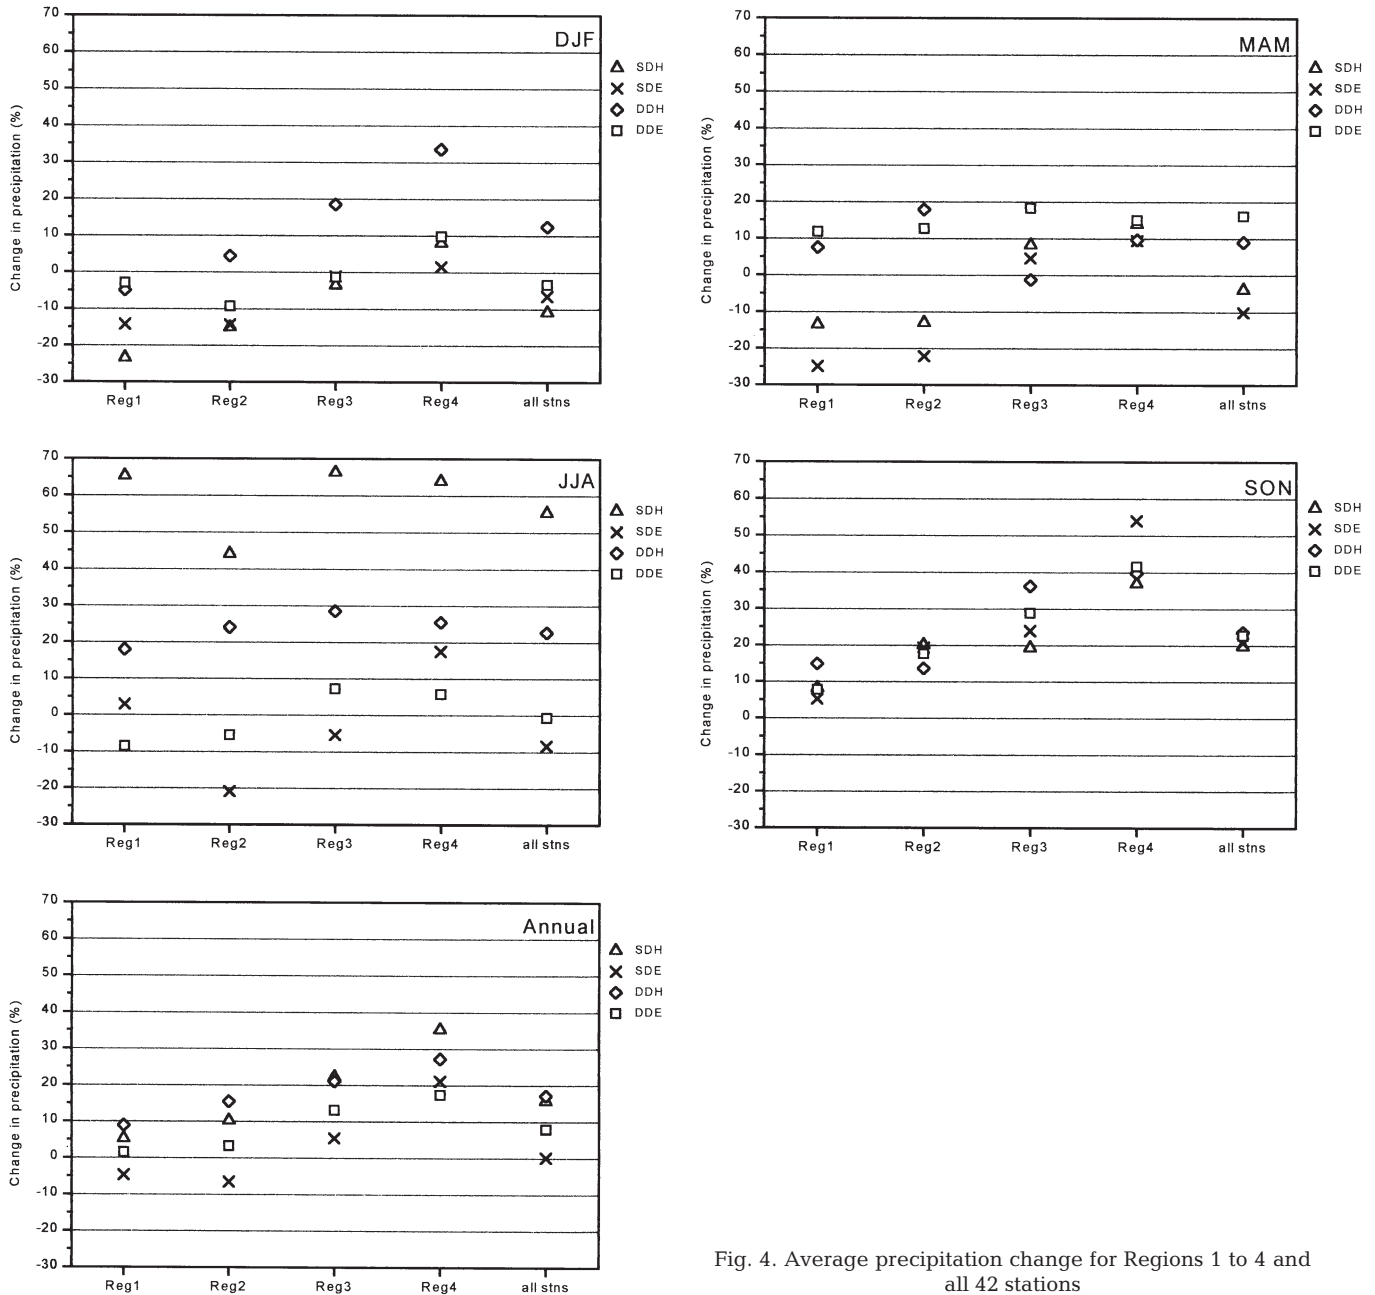 DJF
Change in precipitation (%)
70
60
50
40
30
20
10
0
-10
-20
-30
Reg1 Reg2 Reg3 Reg4 all stns
SDH
SDE
DDH
DDE
MAM
Change in precipitation (%)
70
60
50
40
30
20
10
0
-10
-20
-30
Reg1 Reg2 Reg3 Reg4 all stns
SDH
SDE
DDH
DDE
JJA
Change in precipitation (%)
70
60
50
40
30
20
10
0
-10
-20
-30
Reg1 Reg2 Reg3 Reg4 all stns
SDH
SDE
DDH
DDE
SON
Change in precipitation (%)
70
60
50
40
30
20
10
0
-10
-20
-30
Reg1 Reg2 Reg3 Reg4 all stns
SDH
SDE
DDH
DDE
Annual
Change in precipitation (%)
70
60
50
40
30
20
10
0
-10
-20
-30
Reg1 Reg2 Reg3 Reg4 all stns
SDH
SDE
DDH
DDE
Fig. 4. Average precipitation change for Regions 1 to 4 and
all 42 stations